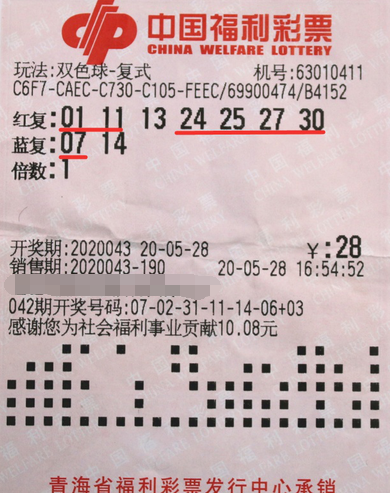 中国福利彩票
CHINA WELFARE LOTTERY
玩法:双色球-复式 机号:63010411
C6F7-CAEC-C730-C105-FEEC/69900474/B4152
红复:01 11 13 24 25 27 30
蓝复:07 14
倍数:1
开奖期:2020043 20-05-28 ¥:28
销售期:2020043-190 20-05-28 16:54:52
042期开奖号码:07-02-31-11-14-06+03
感谢您为社会福利事业贡献10.08元
青海省福利彩票发行中心承销